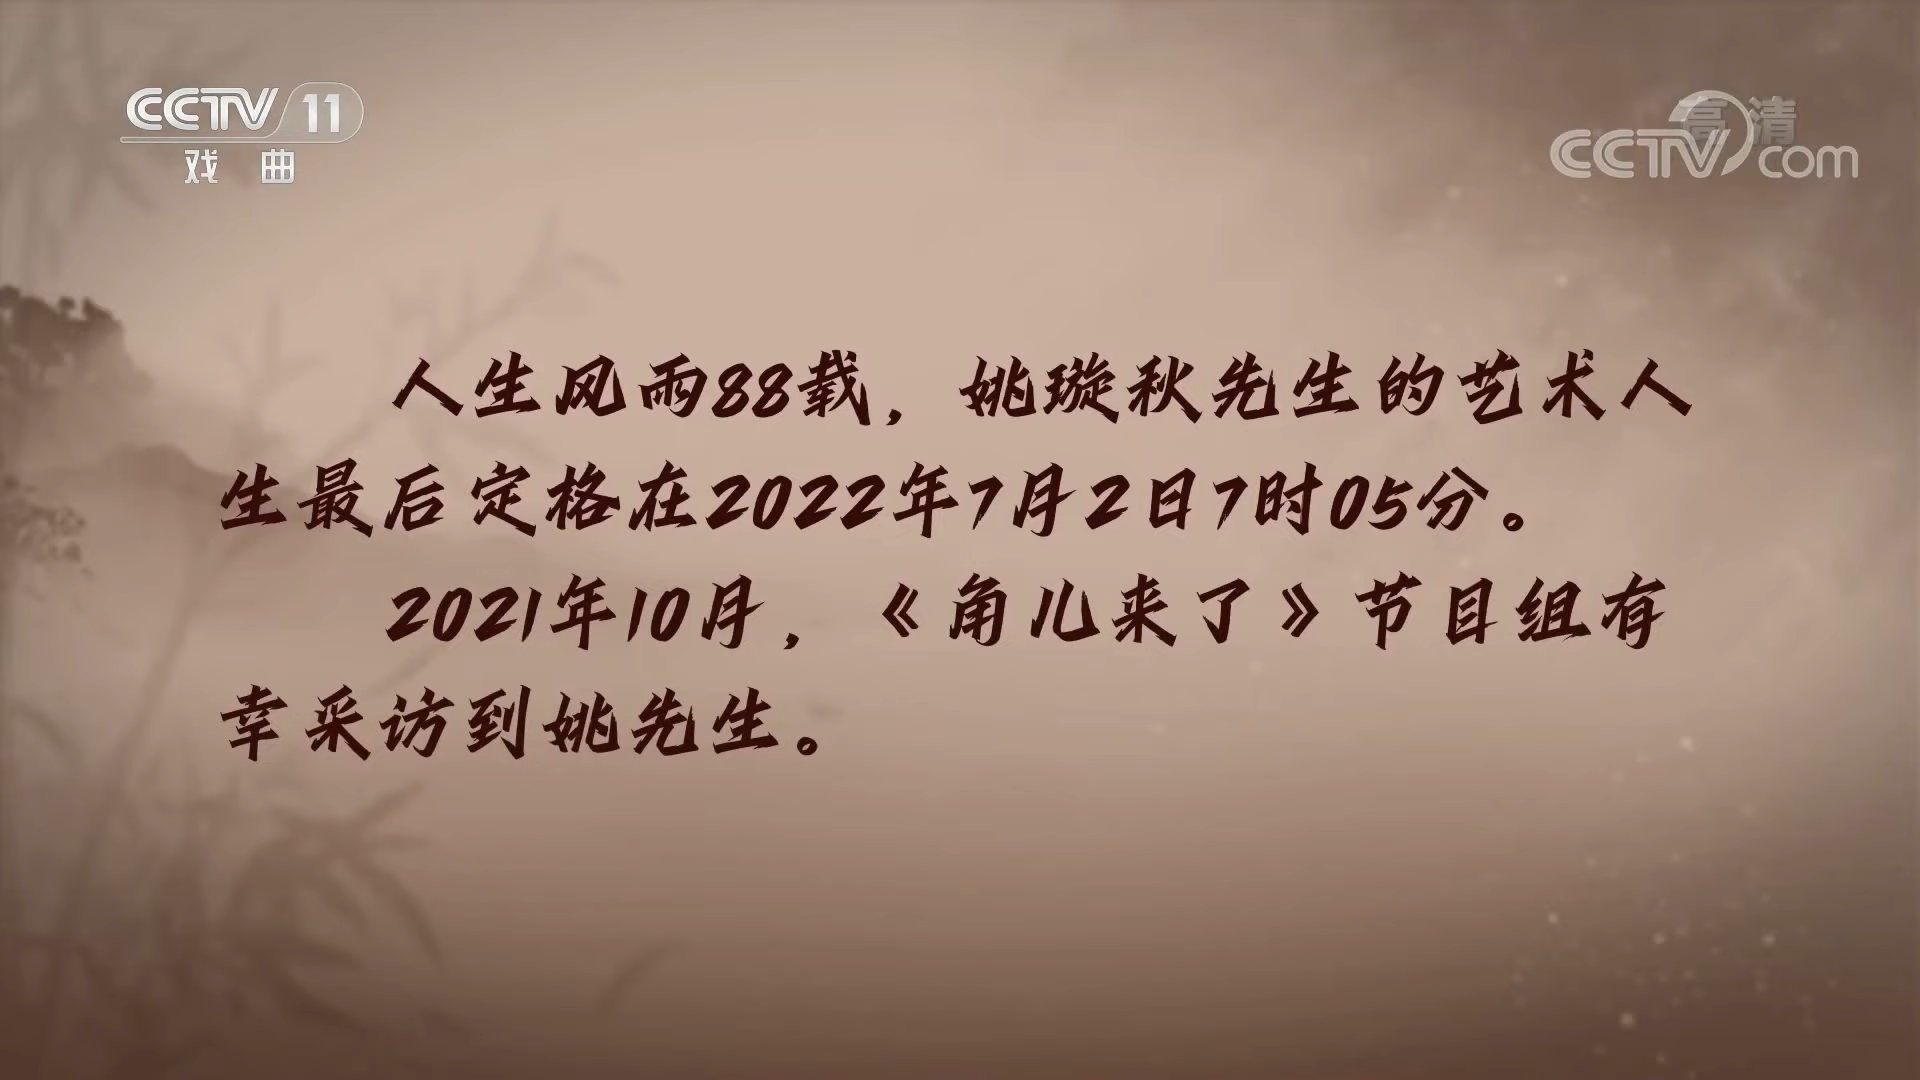 CCTV 11
戏曲
高清
CCTV.com
人生风雨88载，姚璇秋先生的艺术人
生最后定格在2022年7月2日7时05分。
2021年10月，《角儿来了》节目组有
幸采访到姚先生。